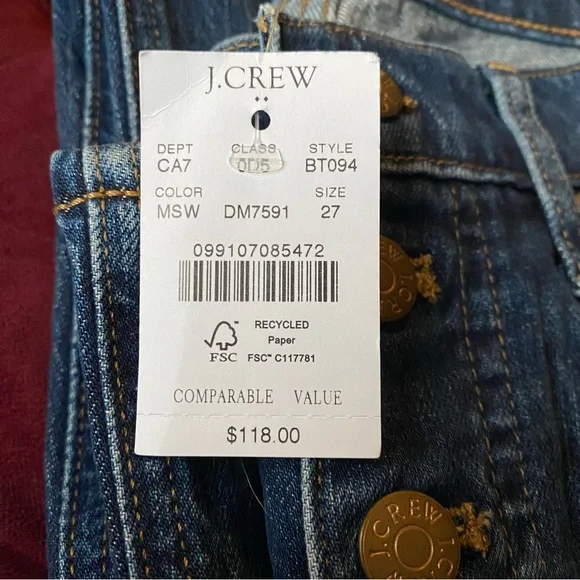 J.CREW
DEPT CLASS STYLE
CA7 0D5 BT094
COLOR SIZE
MSW DM7591 27
099107085472
FSC
RECYCLED
Paper
FSC™ C117781
COMPARABLE VALUE
$118.00
J.CREW
J.CREW J.C